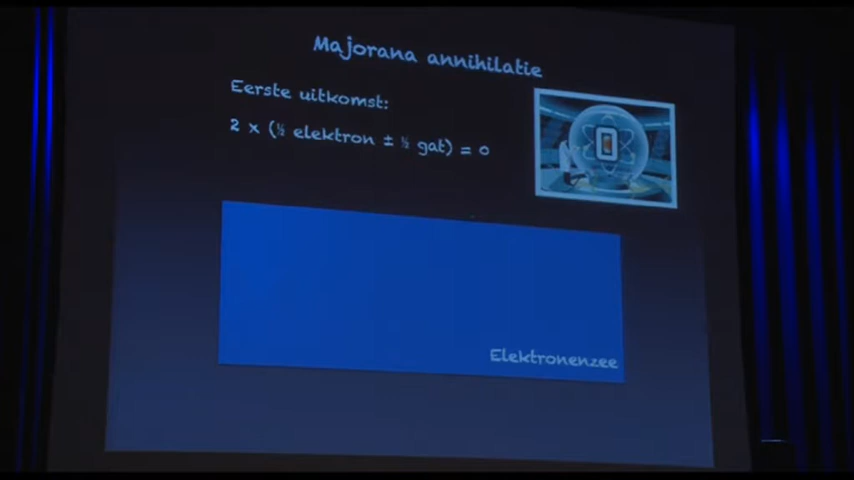 Majorana annihilatie
Eerste uitkomst:
2 x (½ elektron ± ½ gat) = 0
Elektronenzee